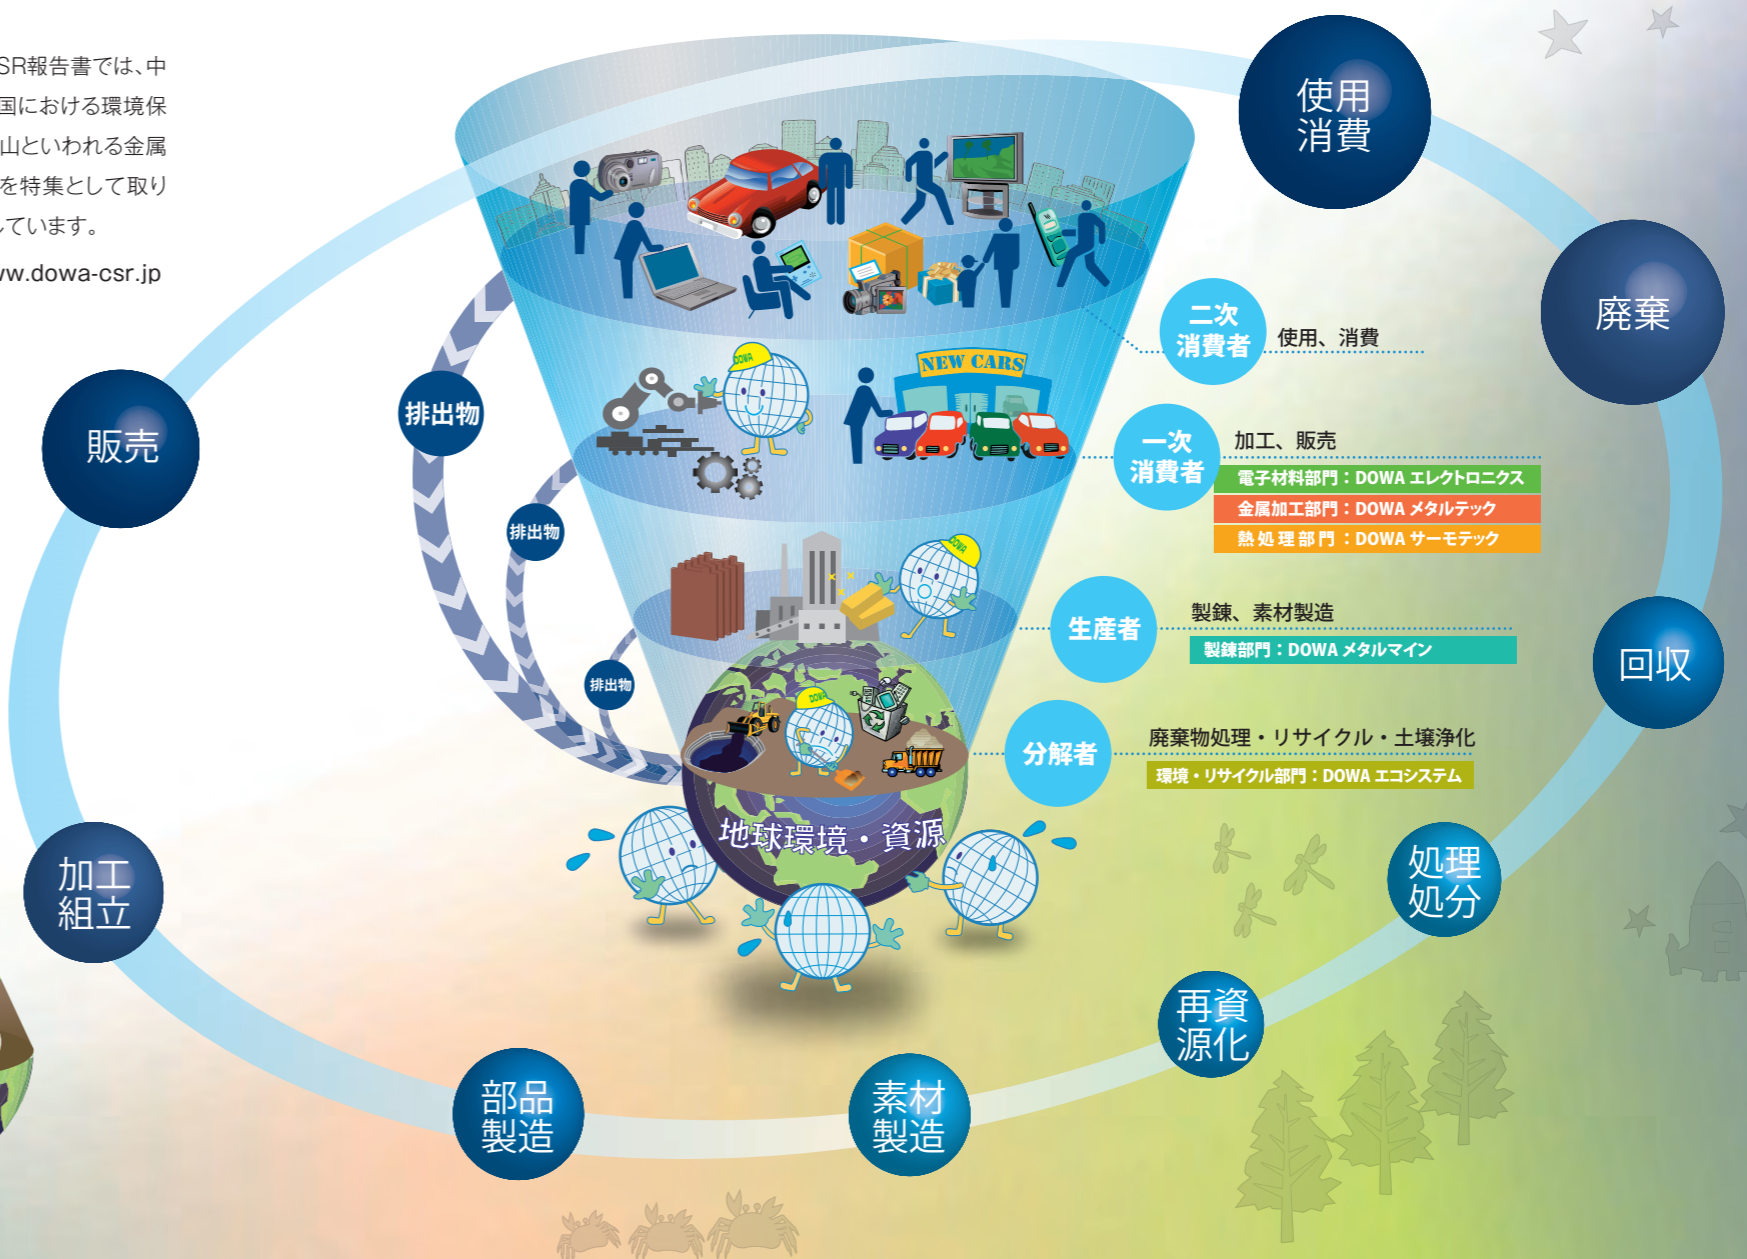 SR報告書では、中
国における環境保
山といわれる金属
を特集として取り
しています。
ww.dowa-csr.jp
使用
消費
廃棄
回収
処理
処分
再資
源化
素材
製造
部品
製造
加工
組立
販売
排出物
排出物
排出物
DOWA
NEW CARS
DOWA
DOWA
地球環境・資源
二次
消費者
使用、消費
一次
消費者
加工、販売
電子材料部門：DOWA エレクトロニクス
金属加工部門：DOWA メタルテック
熱処理部門：DOWA サーモテック
生産者
製錬、素材製造
製錬部門：DOWA メタルマイン
分解者
廃棄物処理・リサイクル・土壌浄化
環境・リサイクル部門：DOWA エコシステム